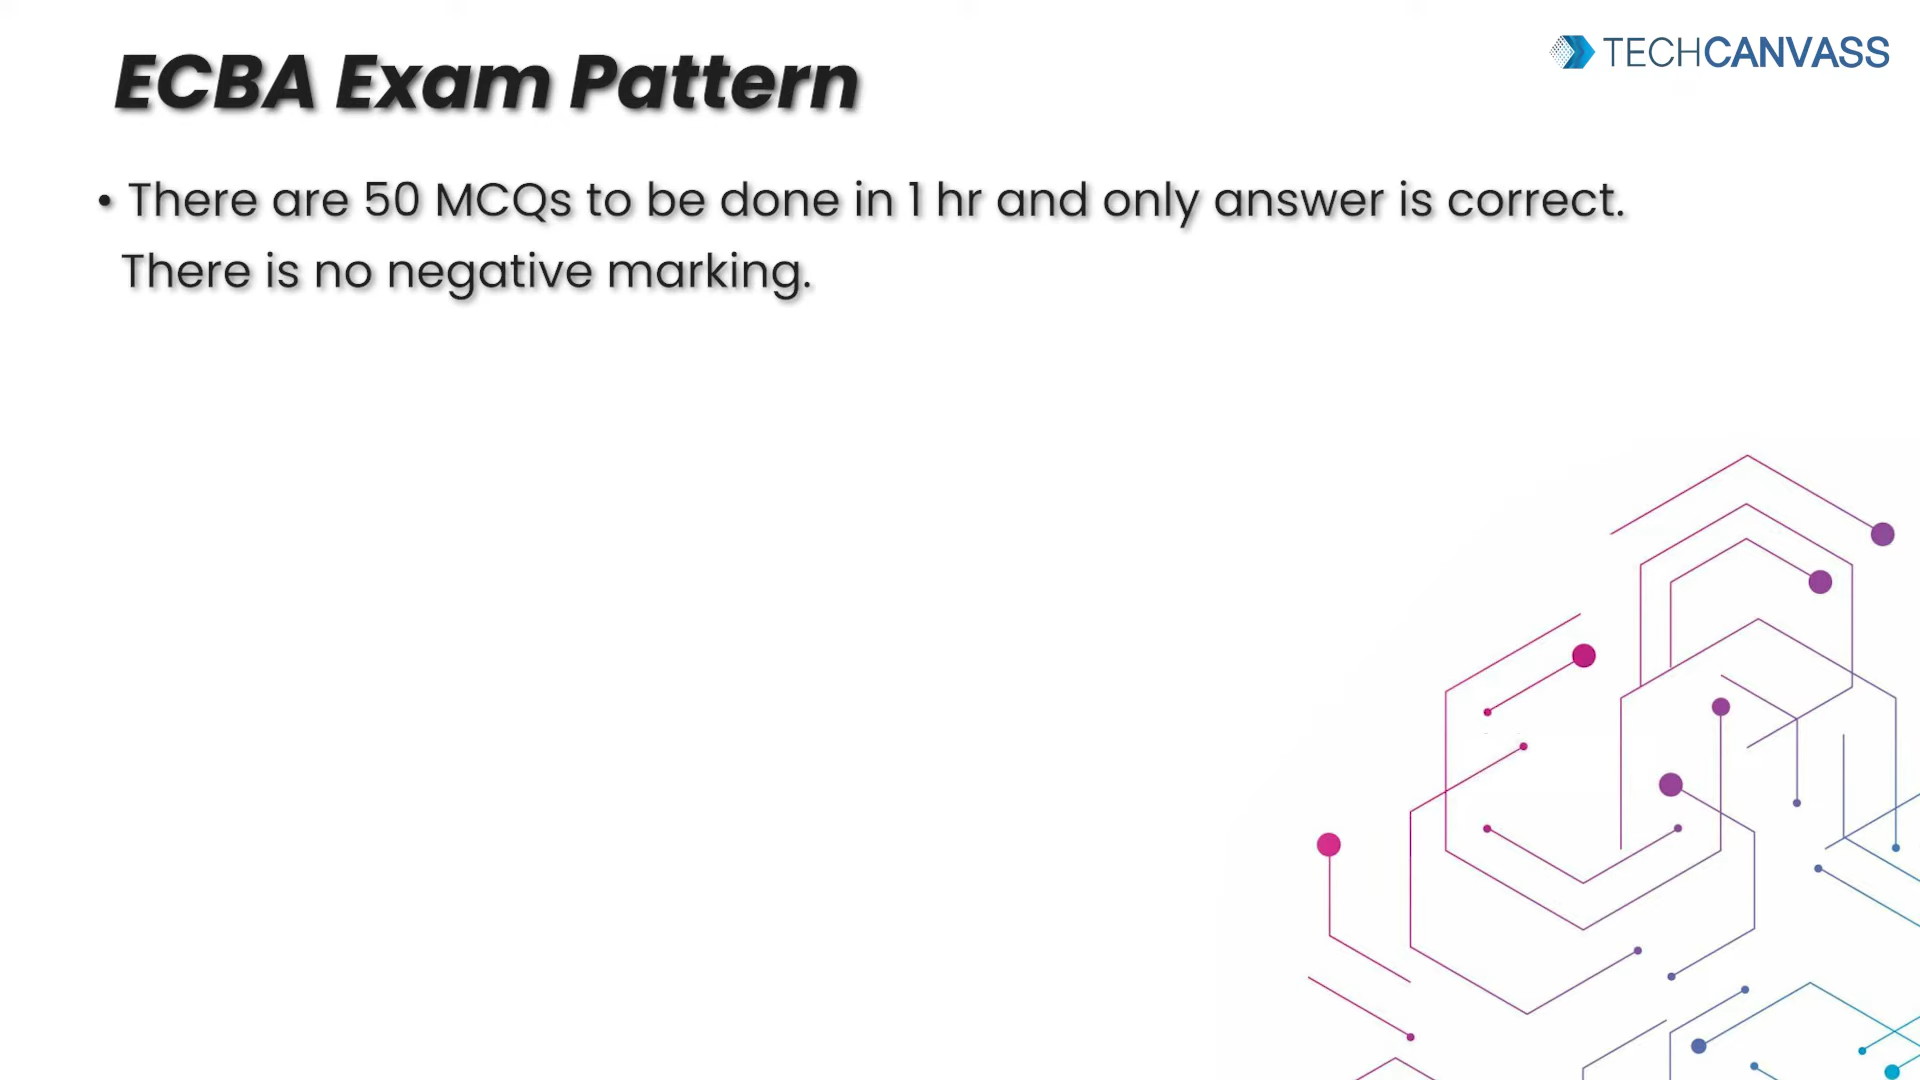 ECBA Exam Pattern
TECHCANVASS
• There are 50 MCQs to be done in 1 hr and only answer is correct.
There is no negative marking.